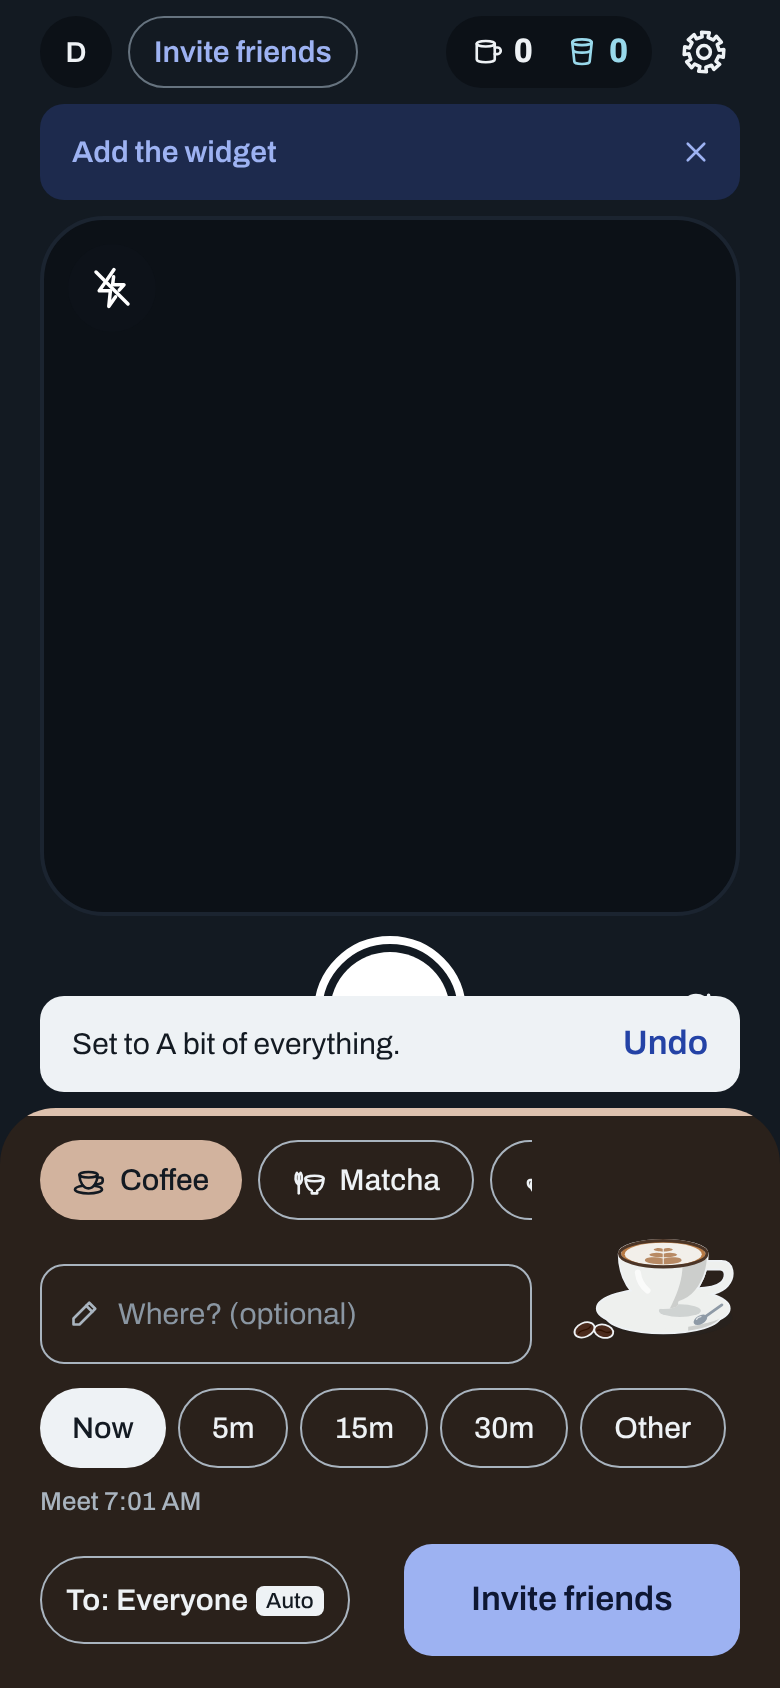 D
Invite friends
0
0
Add the widget
Set to A bit of everything.
Undo
Coffee
Matcha
Where? (optional)
Now
5m
15m
30m
Other
Meet 7:01 AM
To: Everyone Auto
Invite friends